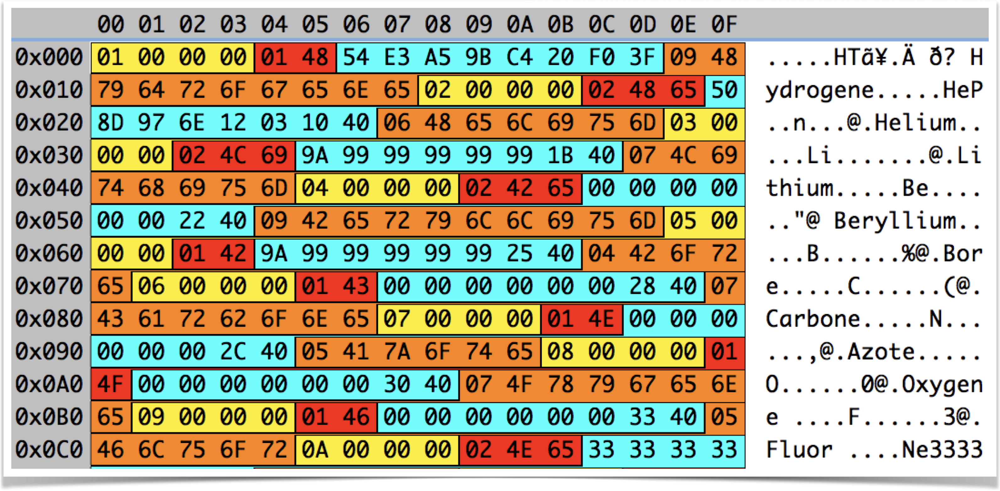 00 01 02 03 04 05 06 07 08 09 0A 0B 0C 0D 0E 0F
0x000 01 00 00 00 01 48 54 E3 A5 9B C4 20 F0 3F 09 48 .....HTã¥.Ä ð? H
0x010 79 64 72 6F 67 65 6E 65 02 00 00 00 02 48 65 50 ydrogene.....HeP
0x020 8D 97 6E 12 03 10 40 06 48 65 6C 69 75 6D 03 00 ..n...@.Helium..
0x030 00 00 02 4C 69 9A 99 99 99 99 99 1B 40 07 4C 69 ...Li.......@.Li
0x040 74 68 69 75 6D 04 00 00 00 02 42 65 00 00 00 00 thium.....Be....
0x050 00 00 22 40 09 42 65 72 79 6C 6C 69 75 6D 05 00 .."@ Beryllium..
0x060 00 00 01 42 9A 99 99 99 99 99 25 40 04 42 6F 72 ...B......%@.Bor
0x070 65 06 00 00 00 01 43 00 00 00 00 00 00 28 40 07 e.....C......(@.
0x080 43 61 72 62 6F 6E 65 07 00 00 00 01 4E 00 00 00 Carbone.....N...
0x090 00 00 00 2C 40 05 41 7A 6F 74 65 08 00 00 00 01 ...,@.Azote.....
0x0A0 4F 00 00 00 00 00 00 30 40 07 4F 78 79 67 65 6E O......0@.Oxygen
0x0B0 65 09 00 00 00 01 46 00 00 00 00 00 00 33 40 05 e ....F......3@.
0x0C0 46 6C 75 6F 72 0A 00 00 00 02 4E 65 33 33 33 33 Fluor ....Ne3333